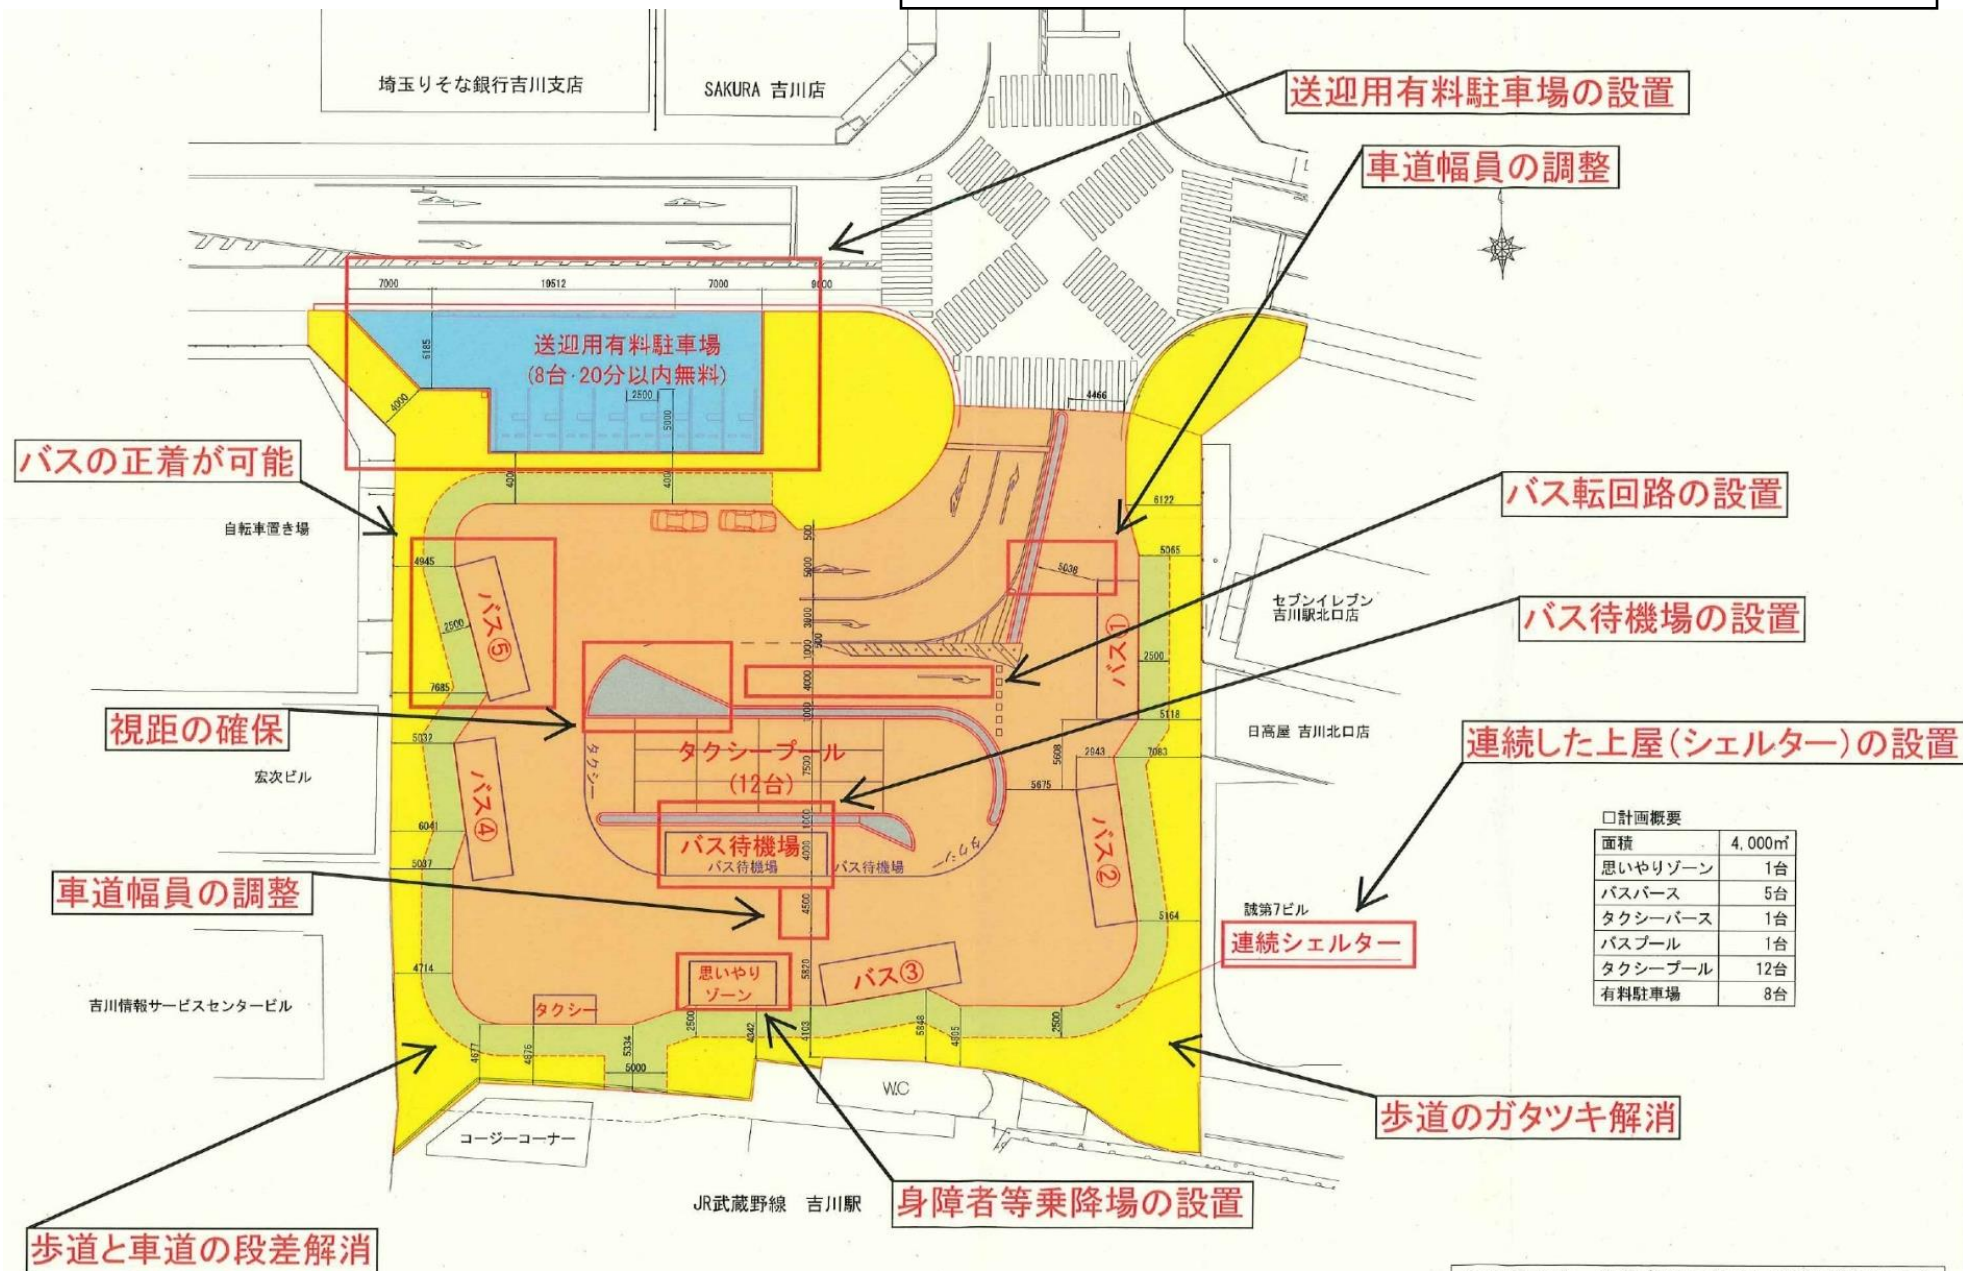 埼玉りそな銀行吉川支店
SAKURA 吉川店
送迎用有料駐車場の設置
車道幅員の調整
7000
19512
7000
9000
送迎用有料駐車場
(8台・20分以内無料)
6185
4000
2500
5000
4466
バスの正着が可能
バス転回路の設置
自転車置き場
4945
6122
5065
500
5000
5038
セブンイレブン
吉川駅北口店
バス待機場の設置
バス⑤
2500
3900
500
1000
バス①
2500
7685
4000
視距の確保
5032
1000
5118
日高屋 吉川北口店
連続した上屋(シェルター)の設置
宏次ビル
タクシー
タクシープール
(12台)
7500
5608
2943
7083
5675
バス④
6041
5037
1000
バス待機場
バス待機場
バス待機場
4000
タクシー
バス②
□計画概要
面積 4,000㎡
思いやりゾーン 1台
バスバース 5台
タクシーバース 1台
バスプール 1台
タクシープール 12台
有料駐車場 8台
車道幅員の調整
4500
5164
誠第7ビル
連続シェルター
4714
思いやり
ゾーン
5820
バス③
吉川情報サービスセンタービル
タクシー
4677
4876
5334
5000
2500
4342
4103
5848
4805
2500
W.C
コージーコーナー
歩道のガタツキ解消
JR武蔵野線 吉川駅
身障者等乗降場の設置
歩道と車道の段差解消